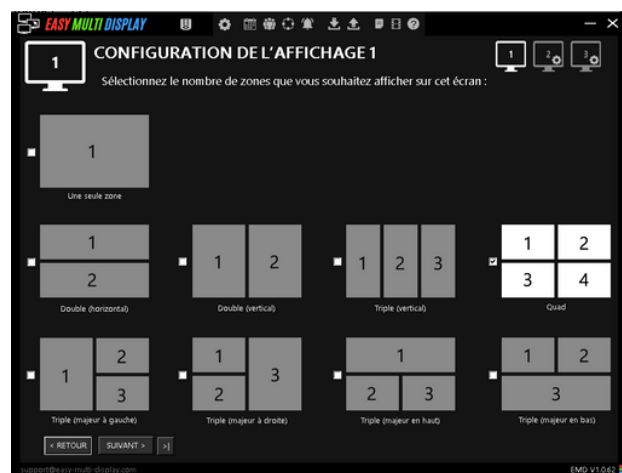 EASY MULTI DISPLAY
1 CONFIGURATION DE L'AFFICHAGE 1 1 2 3
Sélectionnez le nombre de zones que vous souhaitez afficher sur cet écran :
1
Une seule zone
1 2
Double (horizontal)
1 2
Double (vertical)
1 2 3
Triple (vertical)
1 2
3 4
Quad
1 2 3
Triple (majeur à gauche)
1 2 3
Triple (majeur à droite)
1
2 3
Triple (majeur en haut)
1 2
3
Triple (majeur en bas)
< RETOUR SUIVANT > >|
support@easy-multi-display.com EMD V1.0.62